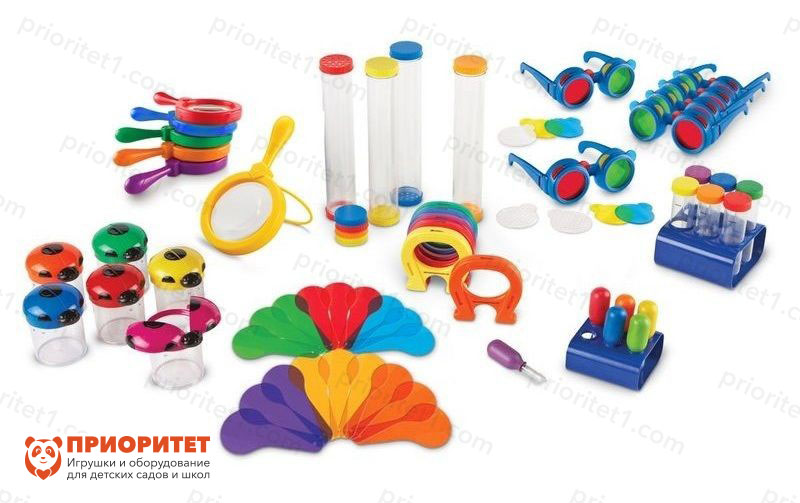 prioritet1.com
ПРИОРИТЕТ
Игрушки и оборудование
для детских садов и школ